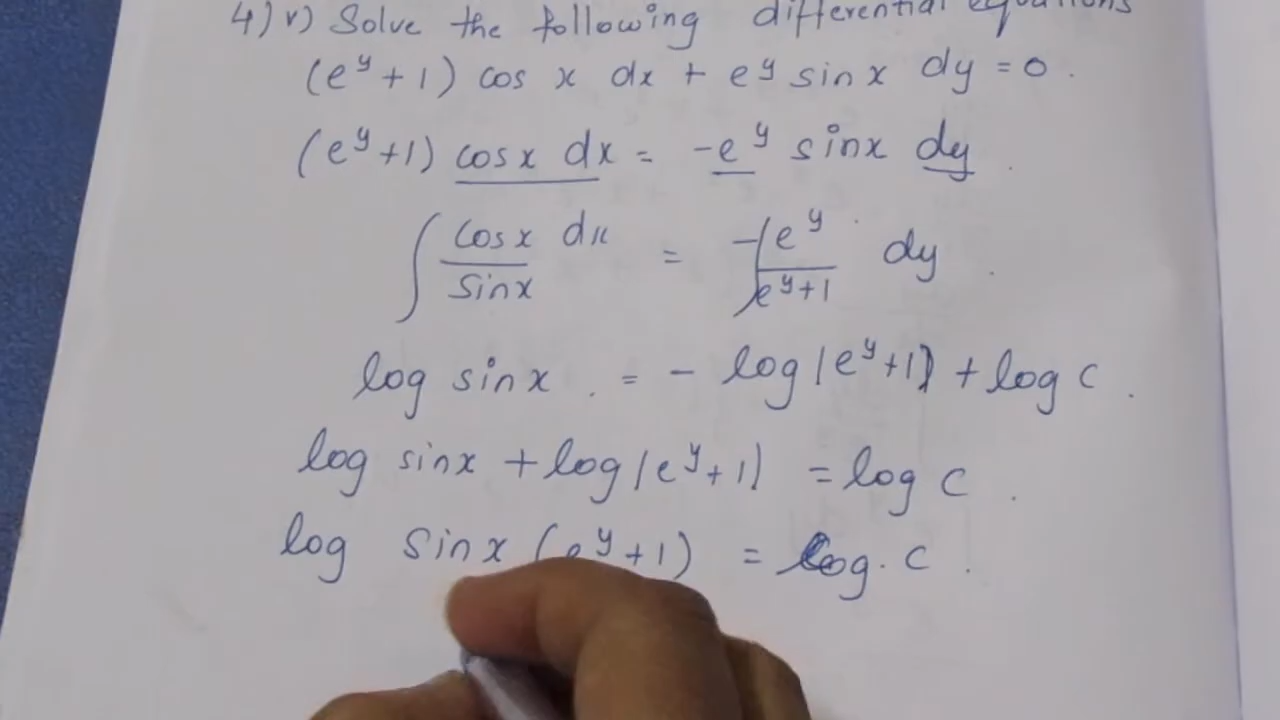 4) v) Solve the following differential equations
(e^y + 1) cos x dx + e^y sin x dy = 0.
(e^y + 1) cos x dx = -e^y sin x dy.
∫ cos x dx / sin x = -∫ e^y / e^y + 1 dy.
log sin x. = - log |e^y + 1| + log c.
log sin x + log |e^y + 1| = log c.
log sin x (e^y + 1) = log. c.